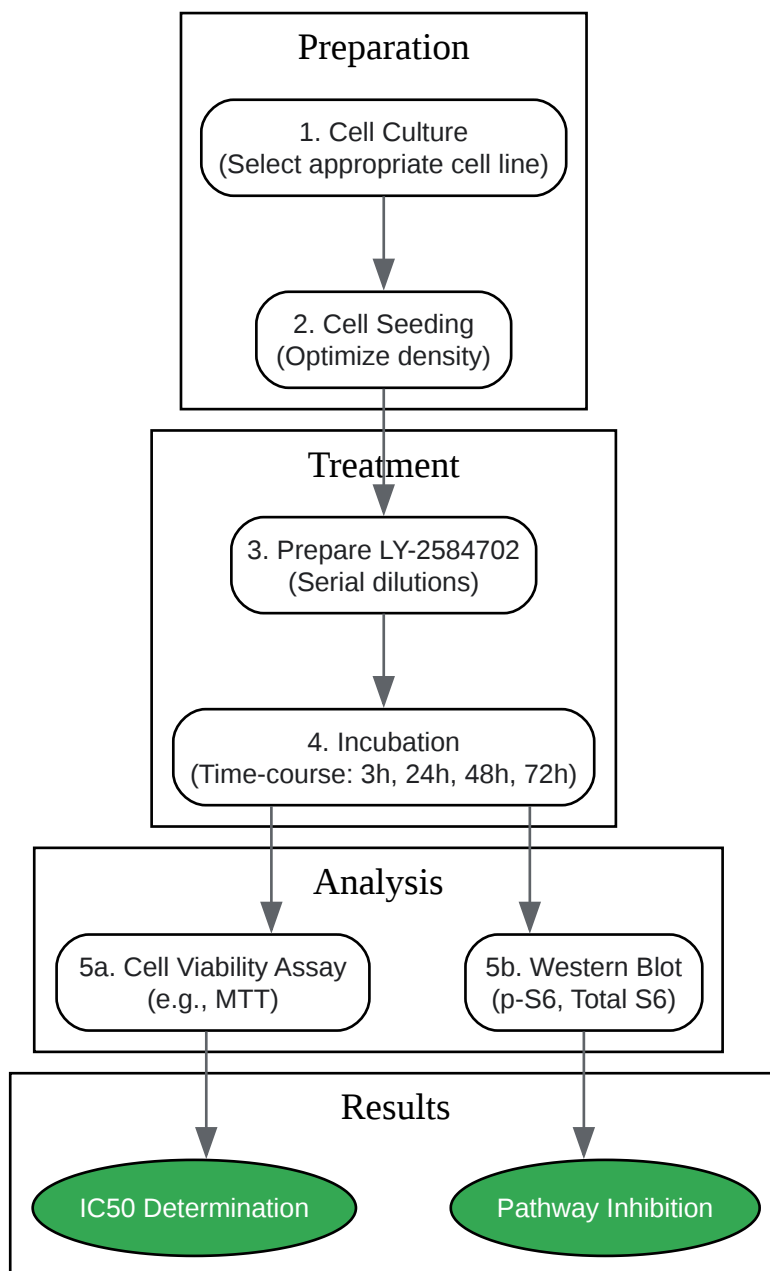 Preparation
1. Cell Culture
(Select appropriate cell line)
2. Cell Seeding
(Optimize density)
Treatment
3. Prepare LY-2584702
(Serial dilutions)
4. Incubation
(Time-course: 3h, 24h, 48h, 72h)
Analysis
5a. Cell Viability Assay
(e.g., MTT)
5b. Western Blot
(p-S6, Total S6)
Results
IC50 Determination
Pathway Inhibition